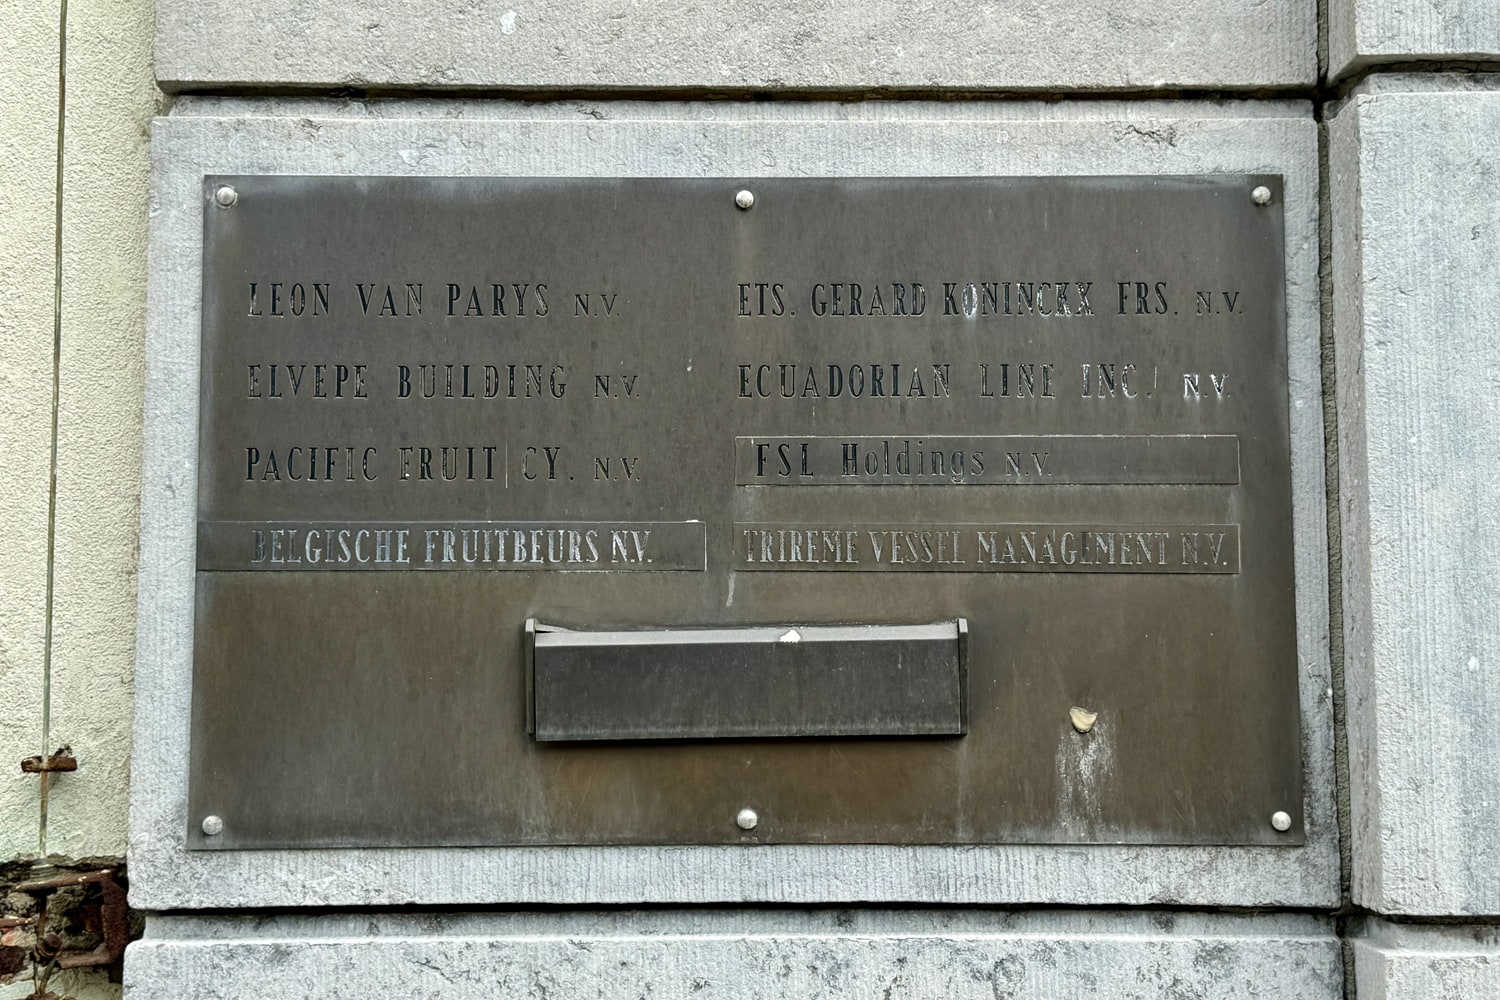 LEON VAN PARYS N.V.
ELVEPE BUILDING N.V.
PACIFIC FRUIT CY. N.V.
BELGISCHE FRUITBEURS N.V.
ETS. GERARD KONINCKX FRS. N.V.
ECUADORIAN LINE INC. N.V.
FSL Holdings N.V.
TRIREME VESSEL MANAGEMENT N.V.